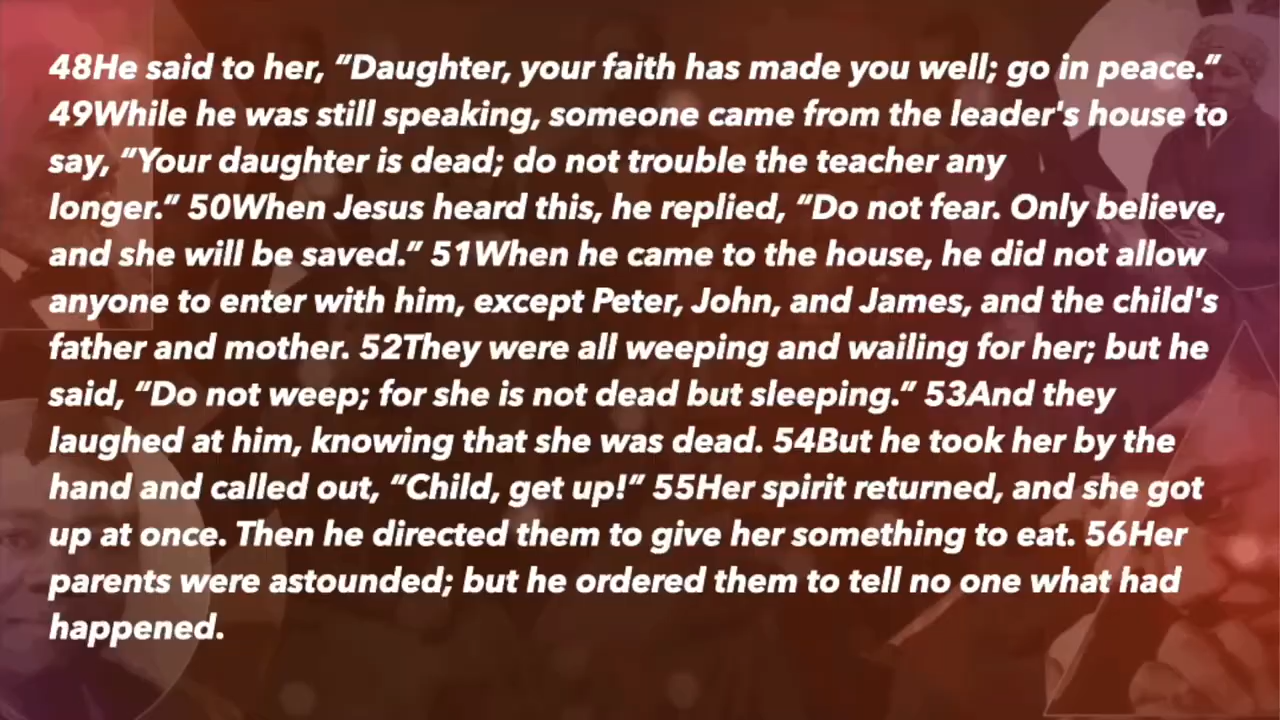 48He said to her, “Daughter, your faith has made you well; go in peace.”
49While he was still speaking, someone came from the leader's house to
say, “Your daughter is dead; do not trouble the teacher any
longer.” 50When Jesus heard this, he replied, “Do not fear. Only believe,
and she will be saved.” 51When he came to the house, he did not allow
anyone to enter with him, except Peter, John, and James, and the child's
father and mother. 52They were all weeping and wailing for her; but he
said, “Do not weep; for she is not dead but sleeping.” 53And they
laughed at him, knowing that she was dead. 54But he took her by the
hand and called out, “Child, get up!” 55Her spirit returned, and she got
up at once. Then he directed them to give her something to eat. 56Her
parents were astounded; but he ordered them to tell no one what had
happened.